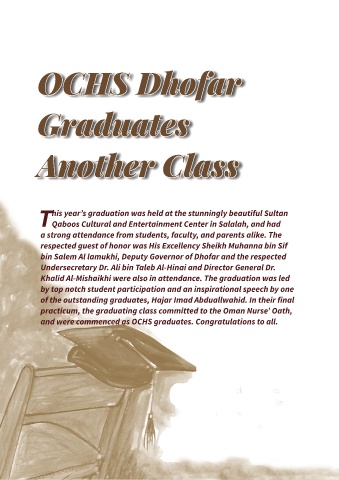 OCHS Dhofar
Graduates
Another Class
This year's graduation was held at the stunningly beautiful Sultan
Qaboos Cultural and Entertainment Center in Salalah, and had
a strong attendance from students, faculty, and parents alike. The
respected guest of honor was His Excellency Sheikh Muhanna bin Sif
bin Salem Al lamukhi, Deputy Governor of Dhofar and the respected
Undersecretary Dr. Ali bin Taleb Al-Hinai and Director General Dr.
Khalid Al-Mishaikhi were also in attendance. The graduation was led
by top notch student participation and an inspirational speech by one
of the outstanding graduates, Hajar Imad Abduallwahid. In their final
practicum, the graduating class committed to the Oman Nurse' Oath,
and were commenced as OCHS graduates. Congratulations to all.